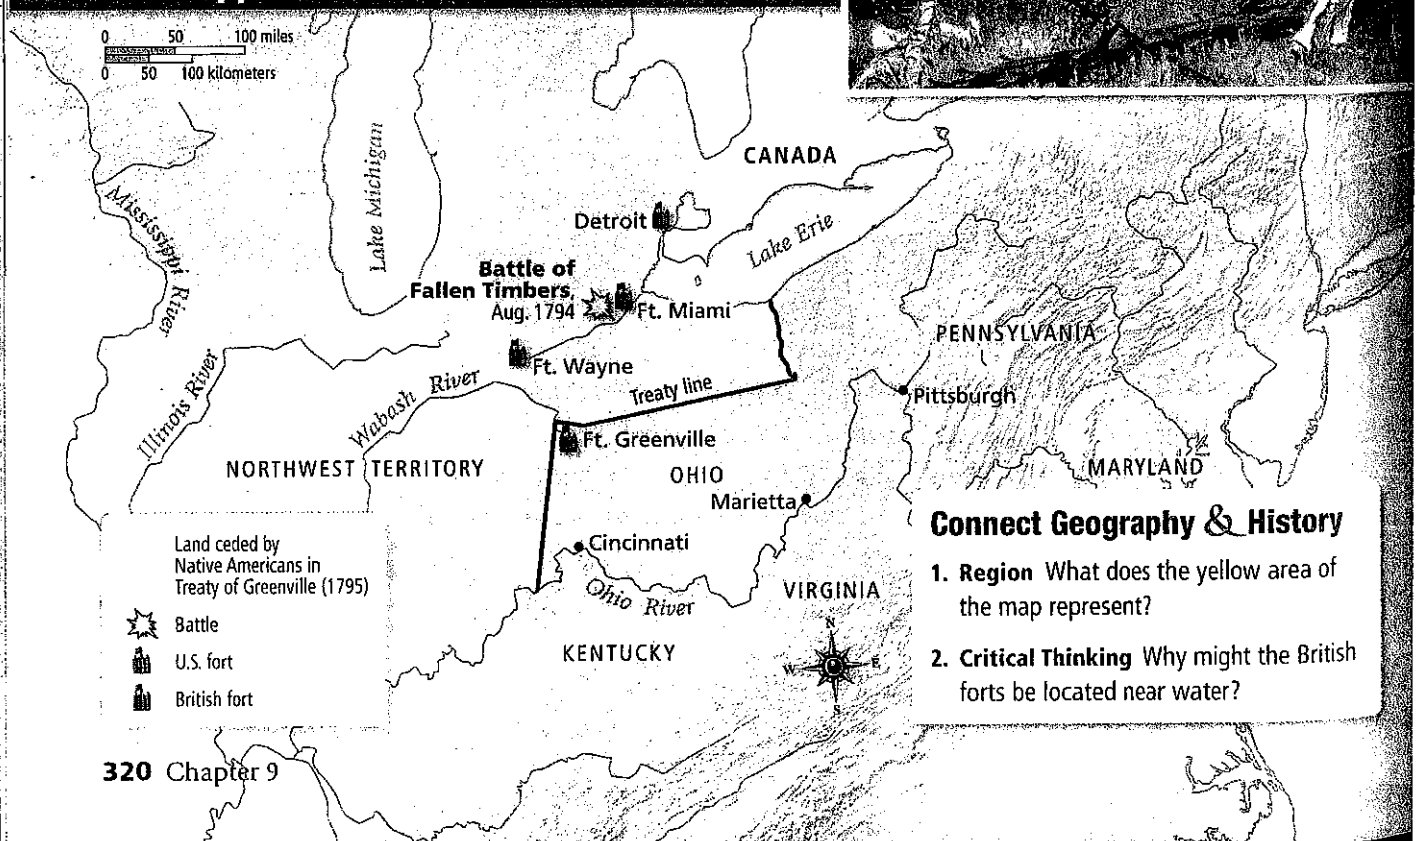 0 50 100 miles
0 50 100 kilometers
Mississippi River
Lake Michigan
CANADA
Detroit
Lake Erie
Battle of
Fallen Timbers,
Aug. 1794
Ft. Miami
PENNSYLVANIA
Ft. Wayne
Treaty line
Pittsburgh
Illinois River
Wabash River
Ft. Greenville
NORTHWEST TERRITORY
OHIO
MARYLAND
Marietta
Cincinnati
Ohio River
VIRGINIA
KENTUCKY
N
W E
S
Land ceded by
Native Americans in
Treaty of Greenville (1795)
Battle
U.S. fort
British fort
Connect Geography & History
1. Region What does the yellow area of
the map represent?
2. Critical Thinking Why might the British
forts be located near water?
320 Chapter 9